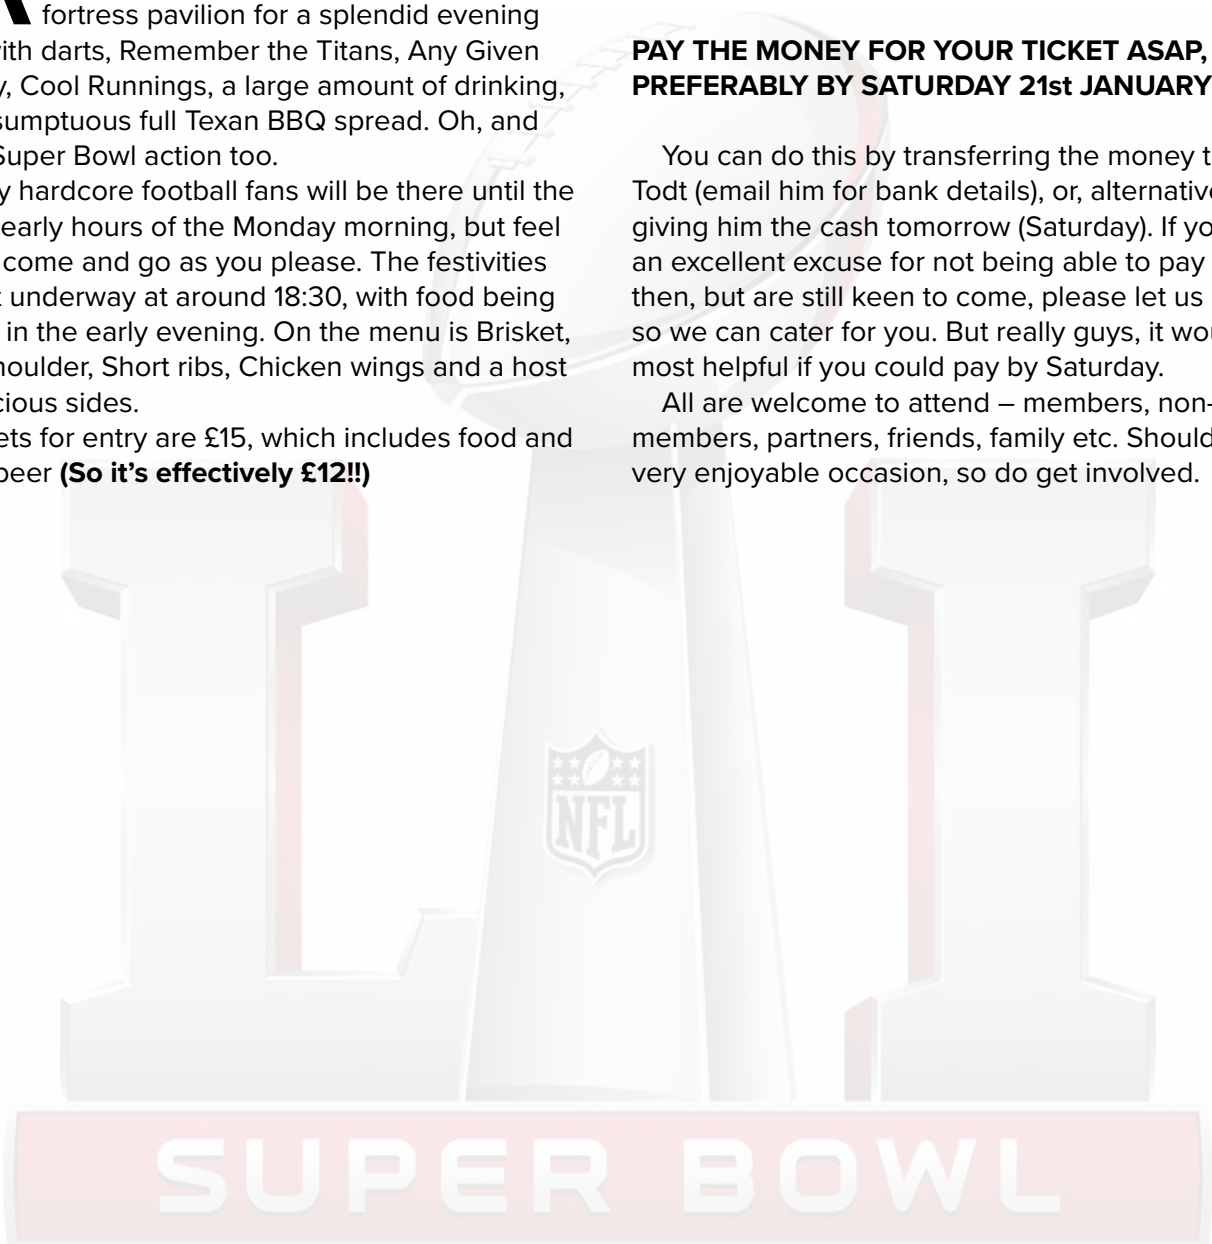 fortress pavilion for a splendid evening
with darts, Remember the Titans, Any Given
y, Cool Runnings, a large amount of drinking,
sumptuous full Texan BBQ spread. Oh, and
Super Bowl action too.
y hardcore football fans will be there until the
early hours of the Monday morning, but feel
come and go as you please. The festivities
t underway at around 18:30, with food being
in the early evening. On the menu is Brisket,
houlder, Short ribs, Chicken wings and a host
cious sides.
ets for entry are £15, which includes food and
beer (So it’s effectively £12!!)
PAY THE MONEY FOR YOUR TICKET ASAP,
PREFERABLY BY SATURDAY 21st JANUARY
You can do this by transferring the money t
Todt (email him for bank details), or, alternative
giving him the cash tomorrow (Saturday). If yo
an excellent excuse for not being able to pay
then, but are still keen to come, please let us
so we can cater for you. But really guys, it wou
most helpful if you could pay by Saturday.
All are welcome to attend – members, non-
members, partners, friends, family etc. Should
very enjoyable occasion, so do get involved.
NFL
LI
SUPER BOWL